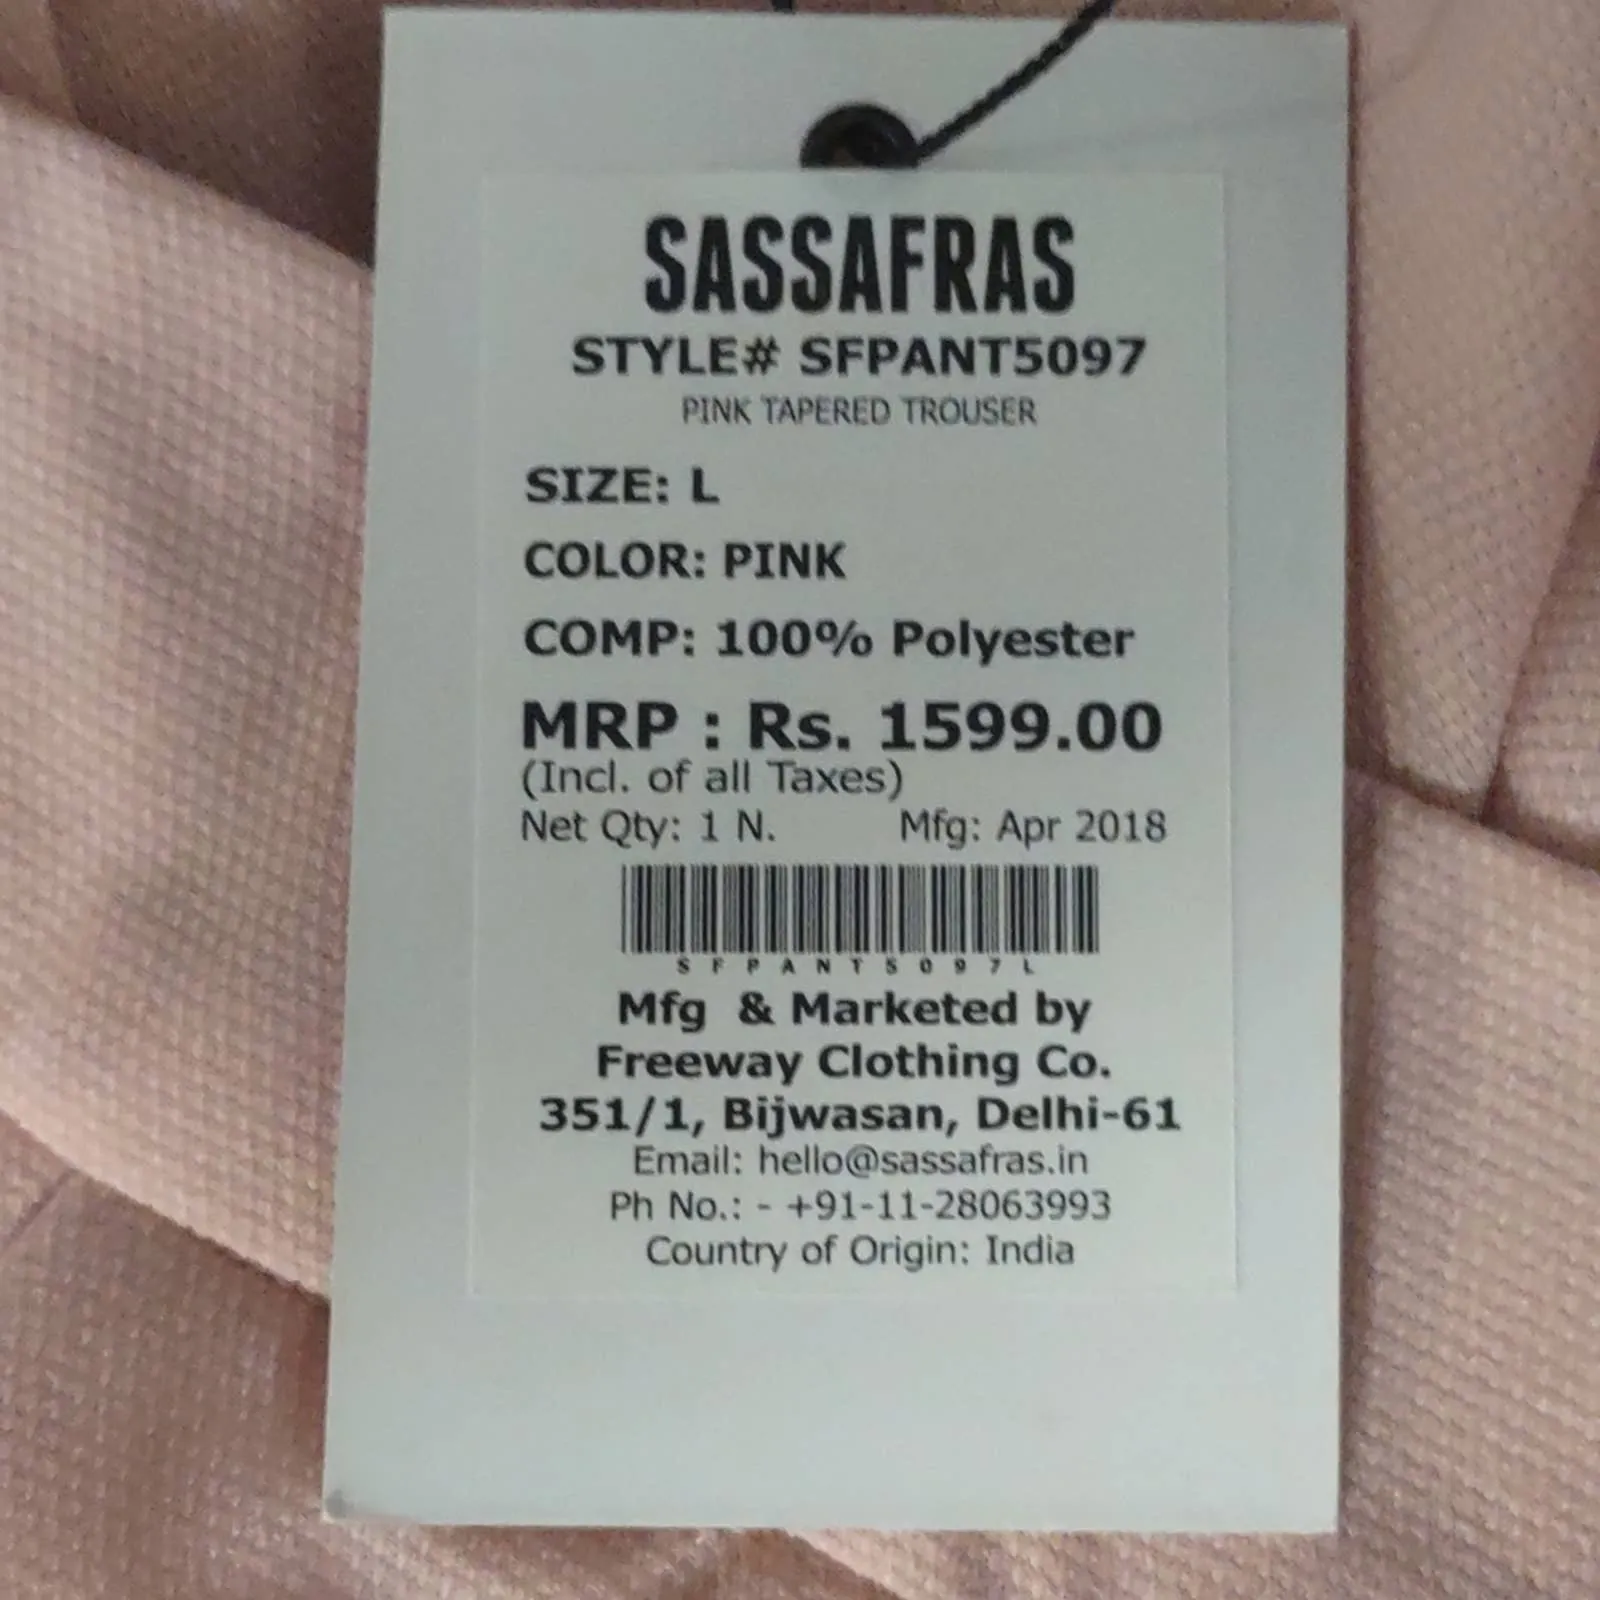 SASSAFRAS
STYLE# SFPANT5097
PINK TAPERED TROUSER
SIZE: L
COLOR: PINK
COMP: 100% Polyester
MRP : Rs. 1599.00
(Incl. of all Taxes)
Net Qty: 1 N. Mfg: Apr 2018
SFPANT5097L
Mfg & Marketed by
Freeway Clothing Co.
351/1, Bijwasan, Delhi-61
Email: hello@sassafras.in
Ph No.: - +91-11-28063993
Country of Origin: India